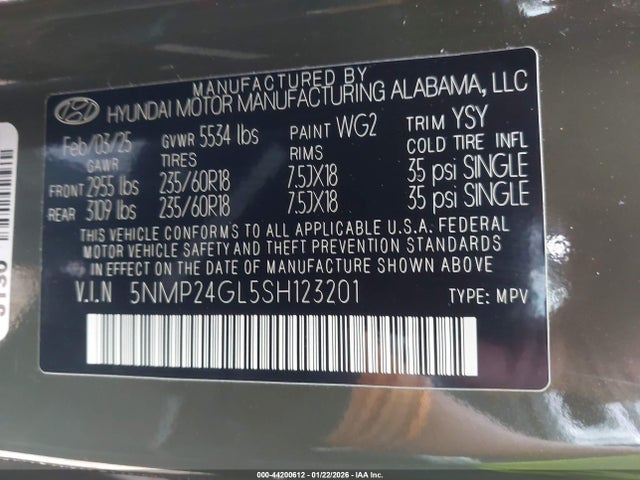 MANUFACTURED BY
HYUNDAI MOTOR MANUFACTURING ALABAMA, LLC
Feb/03/25 GVWR 5534 lbs PAINT WG2 TRIM YSY
GAWR TIRES RIMS COLD TIRE INFL
FRONT 2955 lbs 235/60R18 7.5JX18 35 psi SINGLE
REAR 3109 lbs 235/60R18 7.5JX18 35 psi SINGLE
THIS VEHICLE CONFORMS TO ALL APPLICABLE U.S.A. FEDERAL
MOTOR VEHICLE SAFETY AND THEFT PREVENTION STANDARDS
IN EFFECT ON THE DATE OF MANUFACTURE SHOWN ABOVE.
V.I.N 5NMP24GL5SH123201 TYPE: MPV
000-44200612 - 01/22/2026 - IAA Inc.